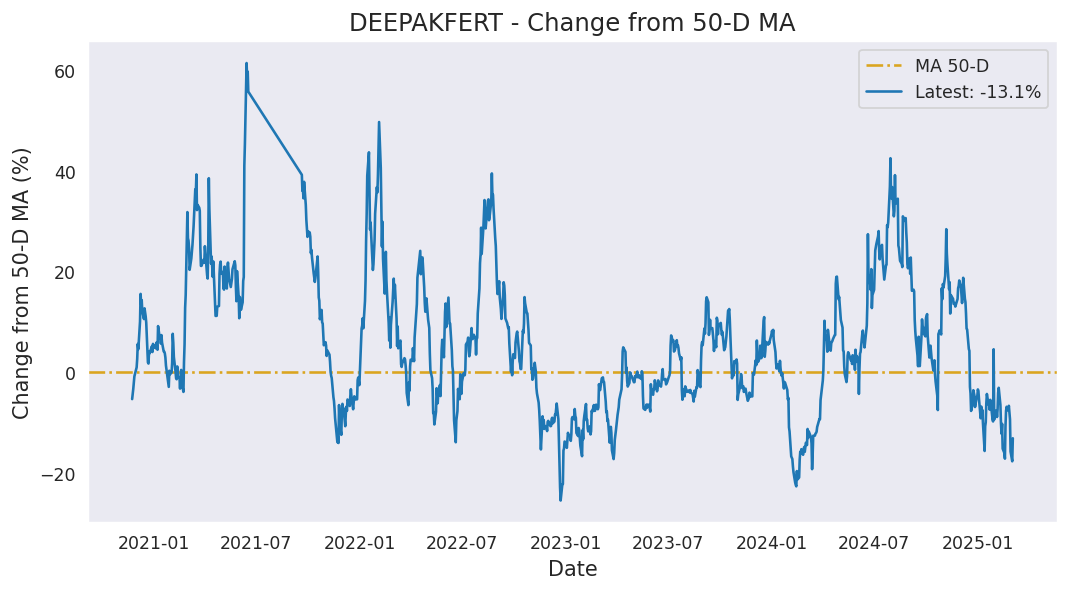 DEEPAKFERT - Change from 50-D MA
MA 50-D
Latest: -13.1%
Change from 50-D MA (%)
60
40
20
0
−20
2021-01
2021-07
2022-01
2022-07
2023-01
2023-07
2024-01
2024-07
2025-01
Date